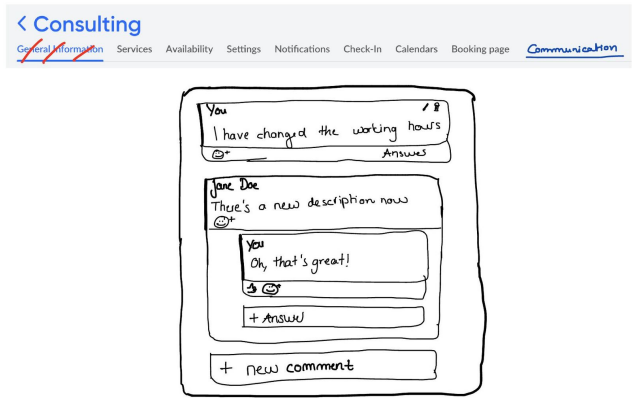 < Consulting
General Information Services Availability Settings Notifications Check-In Calendars Booking page Communication
You
I have changed the working hours
Answer
Jane Doe
There's a new description now
You
Oh, that's great!
+ Answer
+ new comment